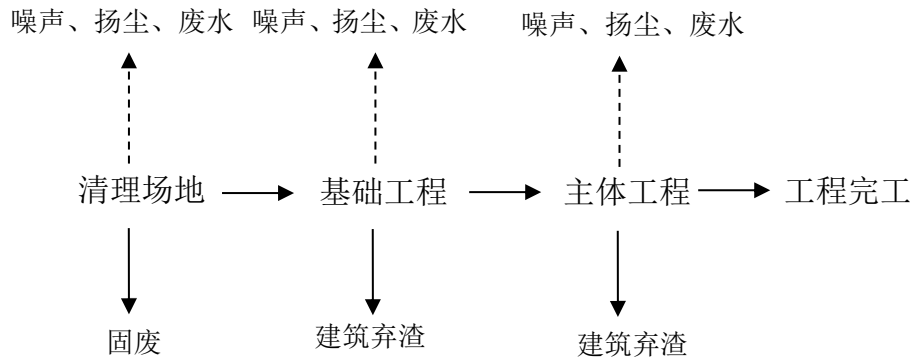 噪声、扬尘、废水 噪声、扬尘、废水 噪声、扬尘、废水
清理场地 基础工程 主体工程 工程完工
固废 建筑弃渣 建筑弃渣